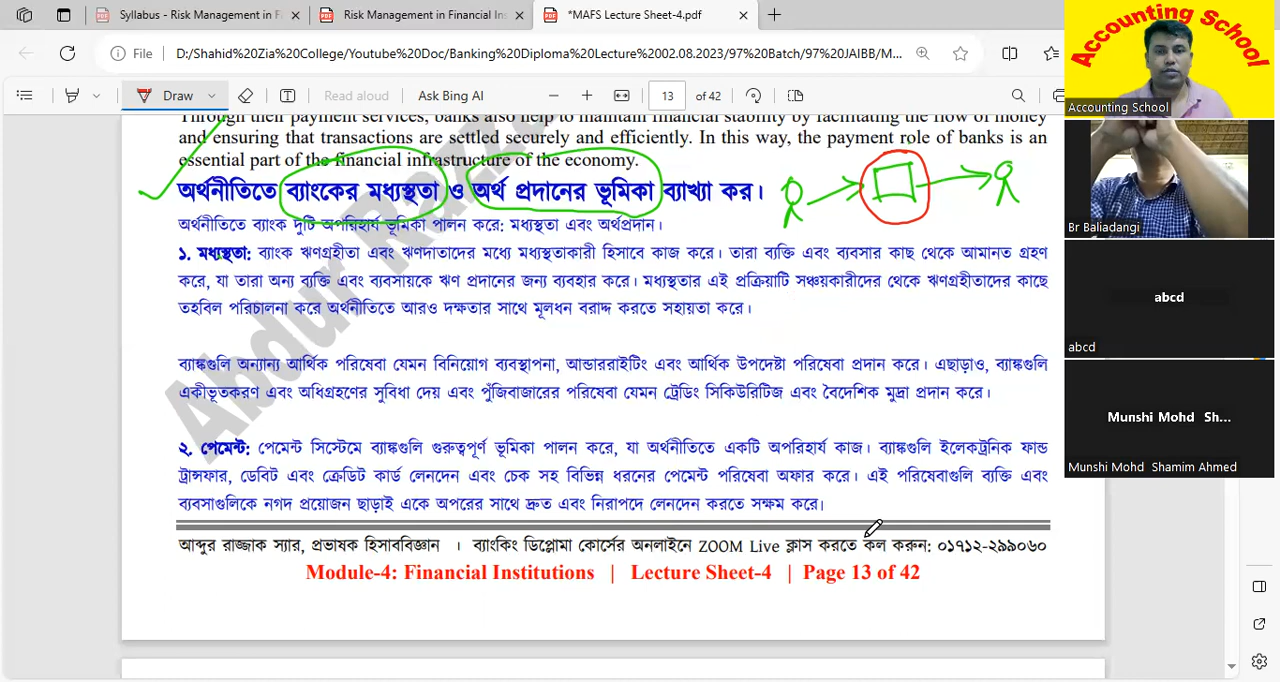 Syllabus - Risk Management in F
Risk Management in Financial Ins
*MAFS Lecture Sheet-4.pdf
File
D:/Shahid%20Zia%20College/Youtube%20Doc/Banking%20Diploma%20Lecture%2002.08.2023/97%20Batch/97%20JAIBB/M...
Draw
Read aloud
Ask Bing AI
13
of 42
Accounting School
Accounting School
Br Baliadangi
abcd
abcd
Munshi Mohd Sh...
Munshi Mohd Shamim Ahmed
Through their payment services, banks also help to maintain financial stability by facilitating the flow of money
and ensuring that transactions are settled securely and efficiently. In this way, the payment role of banks is an
essential part of the financial infrastructure of the economy.
অর্থনীতিতে ব্যাংকের মধ্যস্থতা ও অর্থ প্রদানের ভূমিকা ব্যাখ্যা কর।
অর্থনীতিতে ব্যাংক দুটি অপরিহার্য ভূমিকা পালন করে: মধ্যস্থতা এবং অর্থপ্রদান।
১. মধ্যস্থতা: ব্যাংক ঋণগ্রহীতা এবং ঋণদাতাদের মধ্যে মধ্যস্থতাকারী হিসাবে কাজ করে। তারা ব্যক্তি এবং ব্যবসার কাছ থেকে আমানত গ্রহণ
করে, যা তারা অন্য ব্যক্তি এবং ব্যবসায়কে ঋণ প্রদানের জন্য ব্যবহার করে। মধ্যস্থতার এই প্রক্রিয়াটি সঞ্চয়কারীদের থেকে ঋণগ্রহীতাদের কাছে
তহবিল পরিচালনা করে অর্থনীতিতে আরও দক্ষতার সাথে মূলধন বরাদ্দ করতে সহায়তা করে।
ব্যাঙ্কগুলি অন্যান্য আর্থিক পরিষেবা যেমন বিনিয়োগ ব্যবস্থাপনা, আন্ডাররাইটিং এবং আর্থিক উপদেষ্টা পরিষেবা প্রদান করে। এছাড়াও, ব্যাঙ্কগুলি
একীভূতকরণ এবং অধিগ্রহণের সুবিধা দেয় এবং পুঁজিবাজারের পরিষেবা যেমন ট্রেডিং সিকিউরিটিজ এবং বৈদেশিক মুদ্রা প্রদান করে।
২. পেমেন্ট: পেমেন্ট সিস্টেমে ব্যাঙ্কগুলি গুরুত্বপূর্ণ ভূমিকা পালন করে, যা অর্থনীতিতে একটি অপরিহার্য কাজ। ব্যাঙ্কগুলি ইলেকট্রনিক ফান্ড
ট্রান্সফার, ডেবিট এবং ক্রেডিট কার্ড লেনদেন এবং চেক সহ বিভিন্ন ধরনের পেমেন্ট পরিষেবা অফার করে। এই পরিষেবাগুলি ব্যক্তি এবং
ব্যবসাগুলিকে নগদ প্রয়োজন ছাড়াই একে অপরের সাথে দ্রুত এবং নিরাপদে লেনদেন করতে সক্ষম করে।
Abdur Razza
আব্দুর রাজ্জাক স্যার, প্রভাষক হিসাববিজ্ঞান । ব্যাংকিং ডিপ্লোমা কোর্সের অনলাইনে ZOOM Live ক্লাস করতে কল করুন: ০১৭১২-২৯৯০৬০
Module-4: Financial Institutions | Lecture Sheet-4 | Page 13 of 42